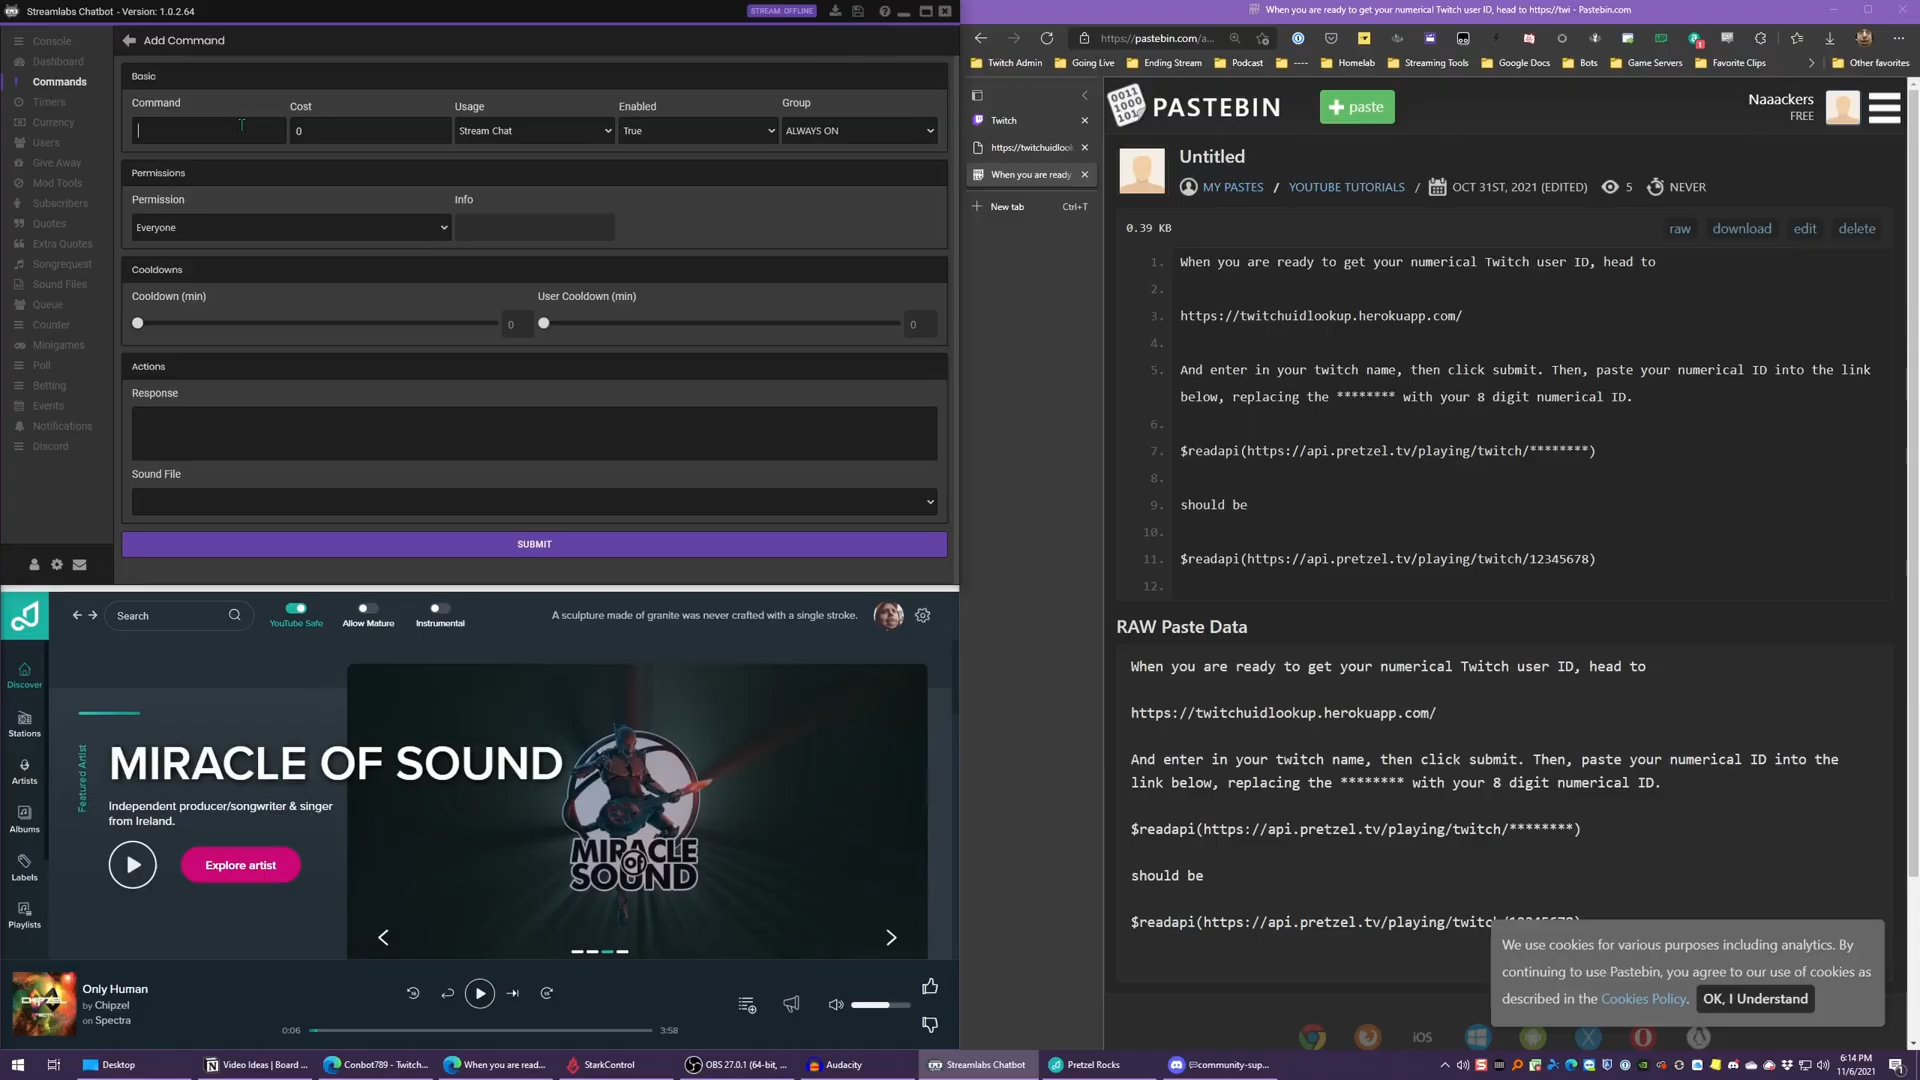 Streamlabs Chatbot - Version: 1.0.2.64
STREAM: OFFLINE
Console
Dashboard
Commands
Timers
Currency
Users
Give Away
Mod Tools
Subscribers
Quotes
Extra Quotes
Songrequest
Sound Files
Queue
Counter
Minigames
Poll
Betting
Events
Notifications
Discord
Add Command
Basic
Command
Cost
Usage
Enabled
Group
0
Stream Chat
True
ALWAYS ON
Permissions
Permission
Info
Everyone
Cooldowns
Cooldown (min)
User Cooldown (min)
0
0
Actions
Response
Sound File
SUBMIT
When you are ready to get your numerical Twitch user ID, head to https://twi - Pastebin.com
https://pastebin.com/a...
Twitch Admin
Going Live
Ending Stream
Podcast
----
Homelab
Streaming Tools
Google Docs
Bots
Game Servers
Favorite Clips
Other favorites
Twitch
https://twitchuidlool
When you are ready
New tab
Ctrl+T
PASTEBIN
+ paste
Naaackers
FREE
Untitled
MY PASTES / YOUTUBE TUTORIALS / OCT 31ST, 2021 (EDITED) 5 NEVER
0.39 KB
raw
download
edit
delete
1. When you are ready to get your numerical Twitch user ID, head to
2.
3. https://twitchuidlookup.herokuapp.com/
4.
5. And enter in your twitch name, then click submit. Then, paste your numerical ID into the link
below, replacing the ******** with your 8 digit numerical ID.
6.
7. $readapi(https://api.pretzel.tv/playing/twitch/********)
8.
9. should be
10.
11. $readapi(https://api.pretzel.tv/playing/twitch/12345678)
12.
RAW Paste Data
When you are ready to get your numerical Twitch user ID, head to
https://twitchuidlookup.herokuapp.com/
And enter in your twitch name, then click submit. Then, paste your numerical ID into the
link below, replacing the ******** with your 8 digit numerical ID.
$readapi(https://api.pretzel.tv/playing/twitch/********)
should be
$readapi(https://api.pretzel.tv/playing/twitch/12345678)
We use cookies for various purposes including analytics. By
continuing to use Pastebin, you agree to our use of cookies as
described in the Cookies Policy. OK, I Understand
iOS
Search
YouTube Safe
Allow Mature
Instrumental
A sculpture made of granite was never crafted with a single stroke.
Discover
Stations
Artists
Albums
Labels
Playlists
Featured Artist
MIRACLE OF SOUND
Independent producer/songwriter & singer
from Ireland.
Explore artist
MIRACLE
OF
SOUND
CHIPZEL
Only Human
by Chipzel
on Spectra
0:06
3:58
Desktop
Video Ideas | Board ...
Conbot789 - Twitch...
When you are read...
StarkControl
OBS 27.0.1 (64-bit, ...
Audacity
Streamlabs Chatbot
Pretzel Rocks
community-sup...
6:14 PM
11/6/2021